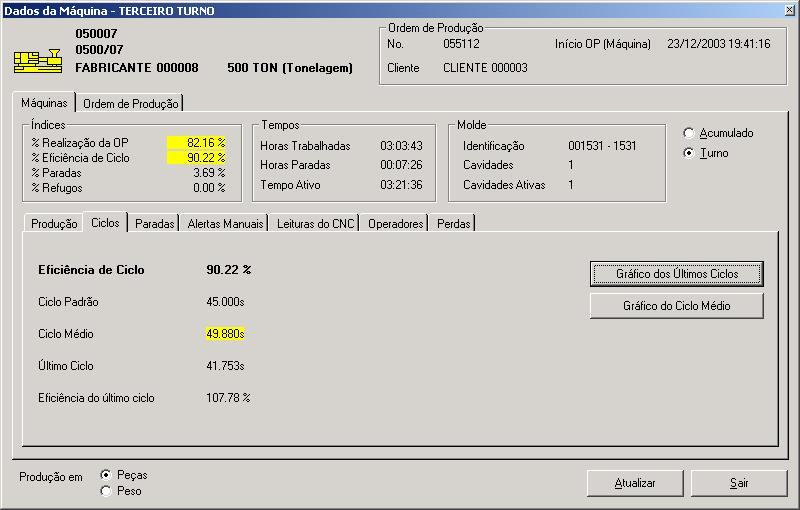 Dados da Máquina - TERCEIRO TURNO
050007
0500/07
FABRICANTE 000008 500 TON (Tonelagem)
Ordem de Produção
No. 055112 Início OP (Máquina) 23/12/2003 19:41:16
Cliente CLIENTE 000003
Máquinas Ordem de Produção
Índices
% Realização da OP 82.16 %
% Eficiência de Ciclo 90.22 %
% Paradas 3.69 %
% Refugos 0.00 %
Tempos
Horas Trabalhadas 03:03:43
Horas Paradas 00:07:26
Tempo Ativo 03:21:36
Molde
Identificação 001531 - 1531
Cavidades 1
Cavidades Ativas 1
Acumulado
Turno
Produção Ciclos Paradas Alertas Manuais Leituras do CNC Operadores Perdas
Eficiência de Ciclo 90.22 %
Ciclo Padrão 45.000s
Ciclo Médio 49.880s
Último Ciclo 41.753s
Eficiência do último ciclo 107.78 %
Gráfico dos Últimos Ciclos
Gráfico do Ciclo Médio
Produção em Peças
Peso
Atualizar Sair